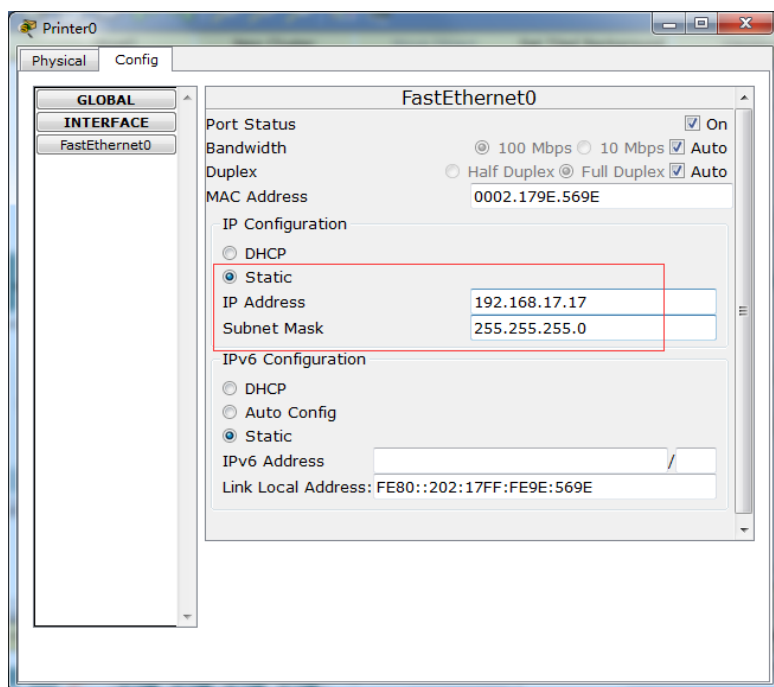 Printer0
Physical Config
GLOBAL
INTERFACE
FastEthernet0
FastEthernet0
Port Status On
Bandwidth 100 Mbps 10 Mbps Auto
Duplex Half Duplex Full Duplex Auto
MAC Address 0002.179E.569E
IP Configuration
DHCP
Static
IP Address 192.168.17.17
Subnet Mask 255.255.255.0
IPv6 Configuration
DHCP
Auto Config
Static
IPv6 Address /
Link Local Address: FE80::202:17FF:FE9E:569E